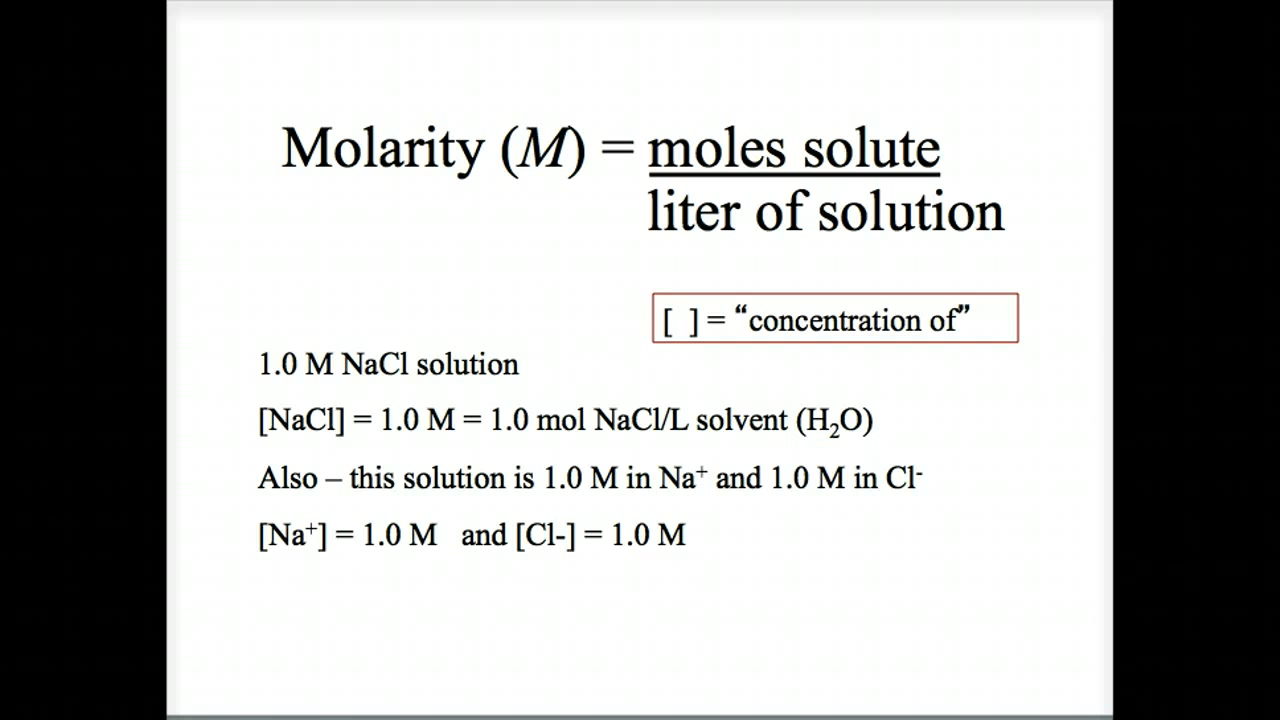 Molarity (M) = moles solute
liter of solution
[ ] = “concentration of”
1.0 M NaCl solution
[NaCl] = 1.0 M = 1.0 mol NaCl/L solvent (H₂O)
Also – this solution is 1.0 M in Na⁺ and 1.0 M in Cl⁻
[Na⁺] = 1.0 M and [Cl-] = 1.0 M